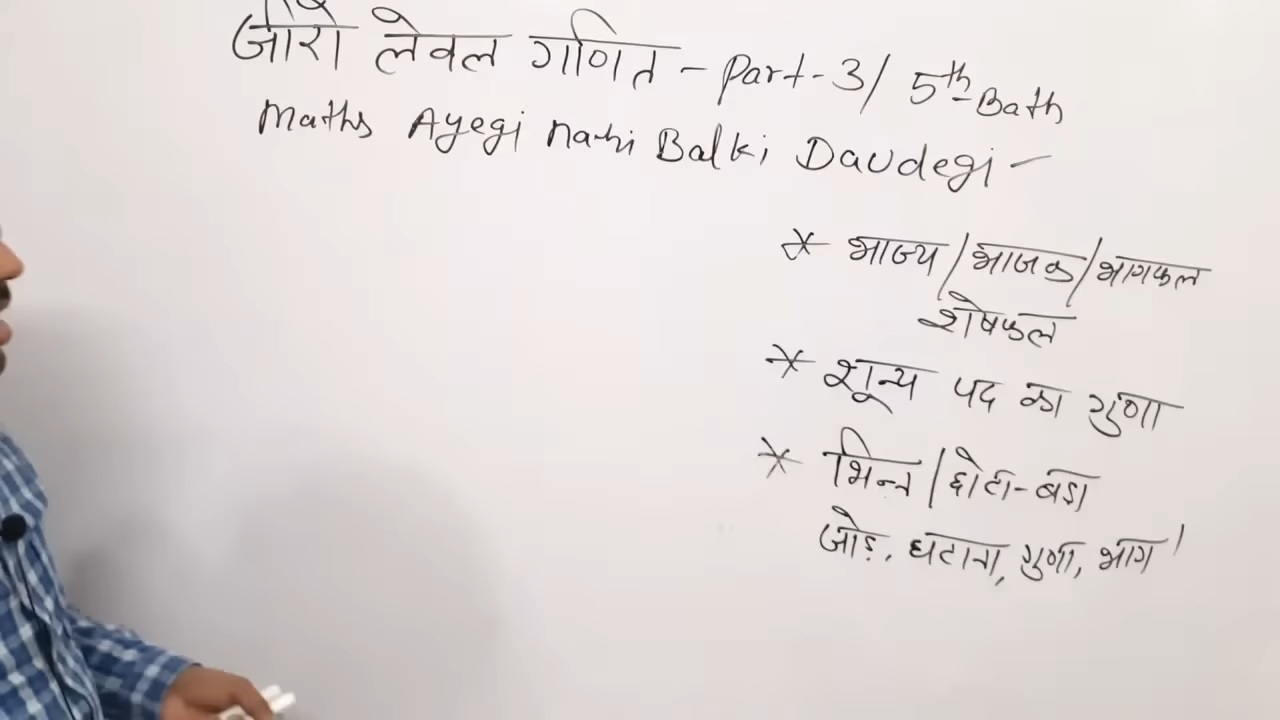 जीरो लेवल गणित - Part-3/ 5th Bath
Maths Ayegi Nahi Balki Daudegi -
* भाज्य/भाजक/भागफल
शेषफल
* शून्य पद का गुणा
* भिन्न/छोटा-बड़ा
जोड़, घटाना, गुणा, भाग।